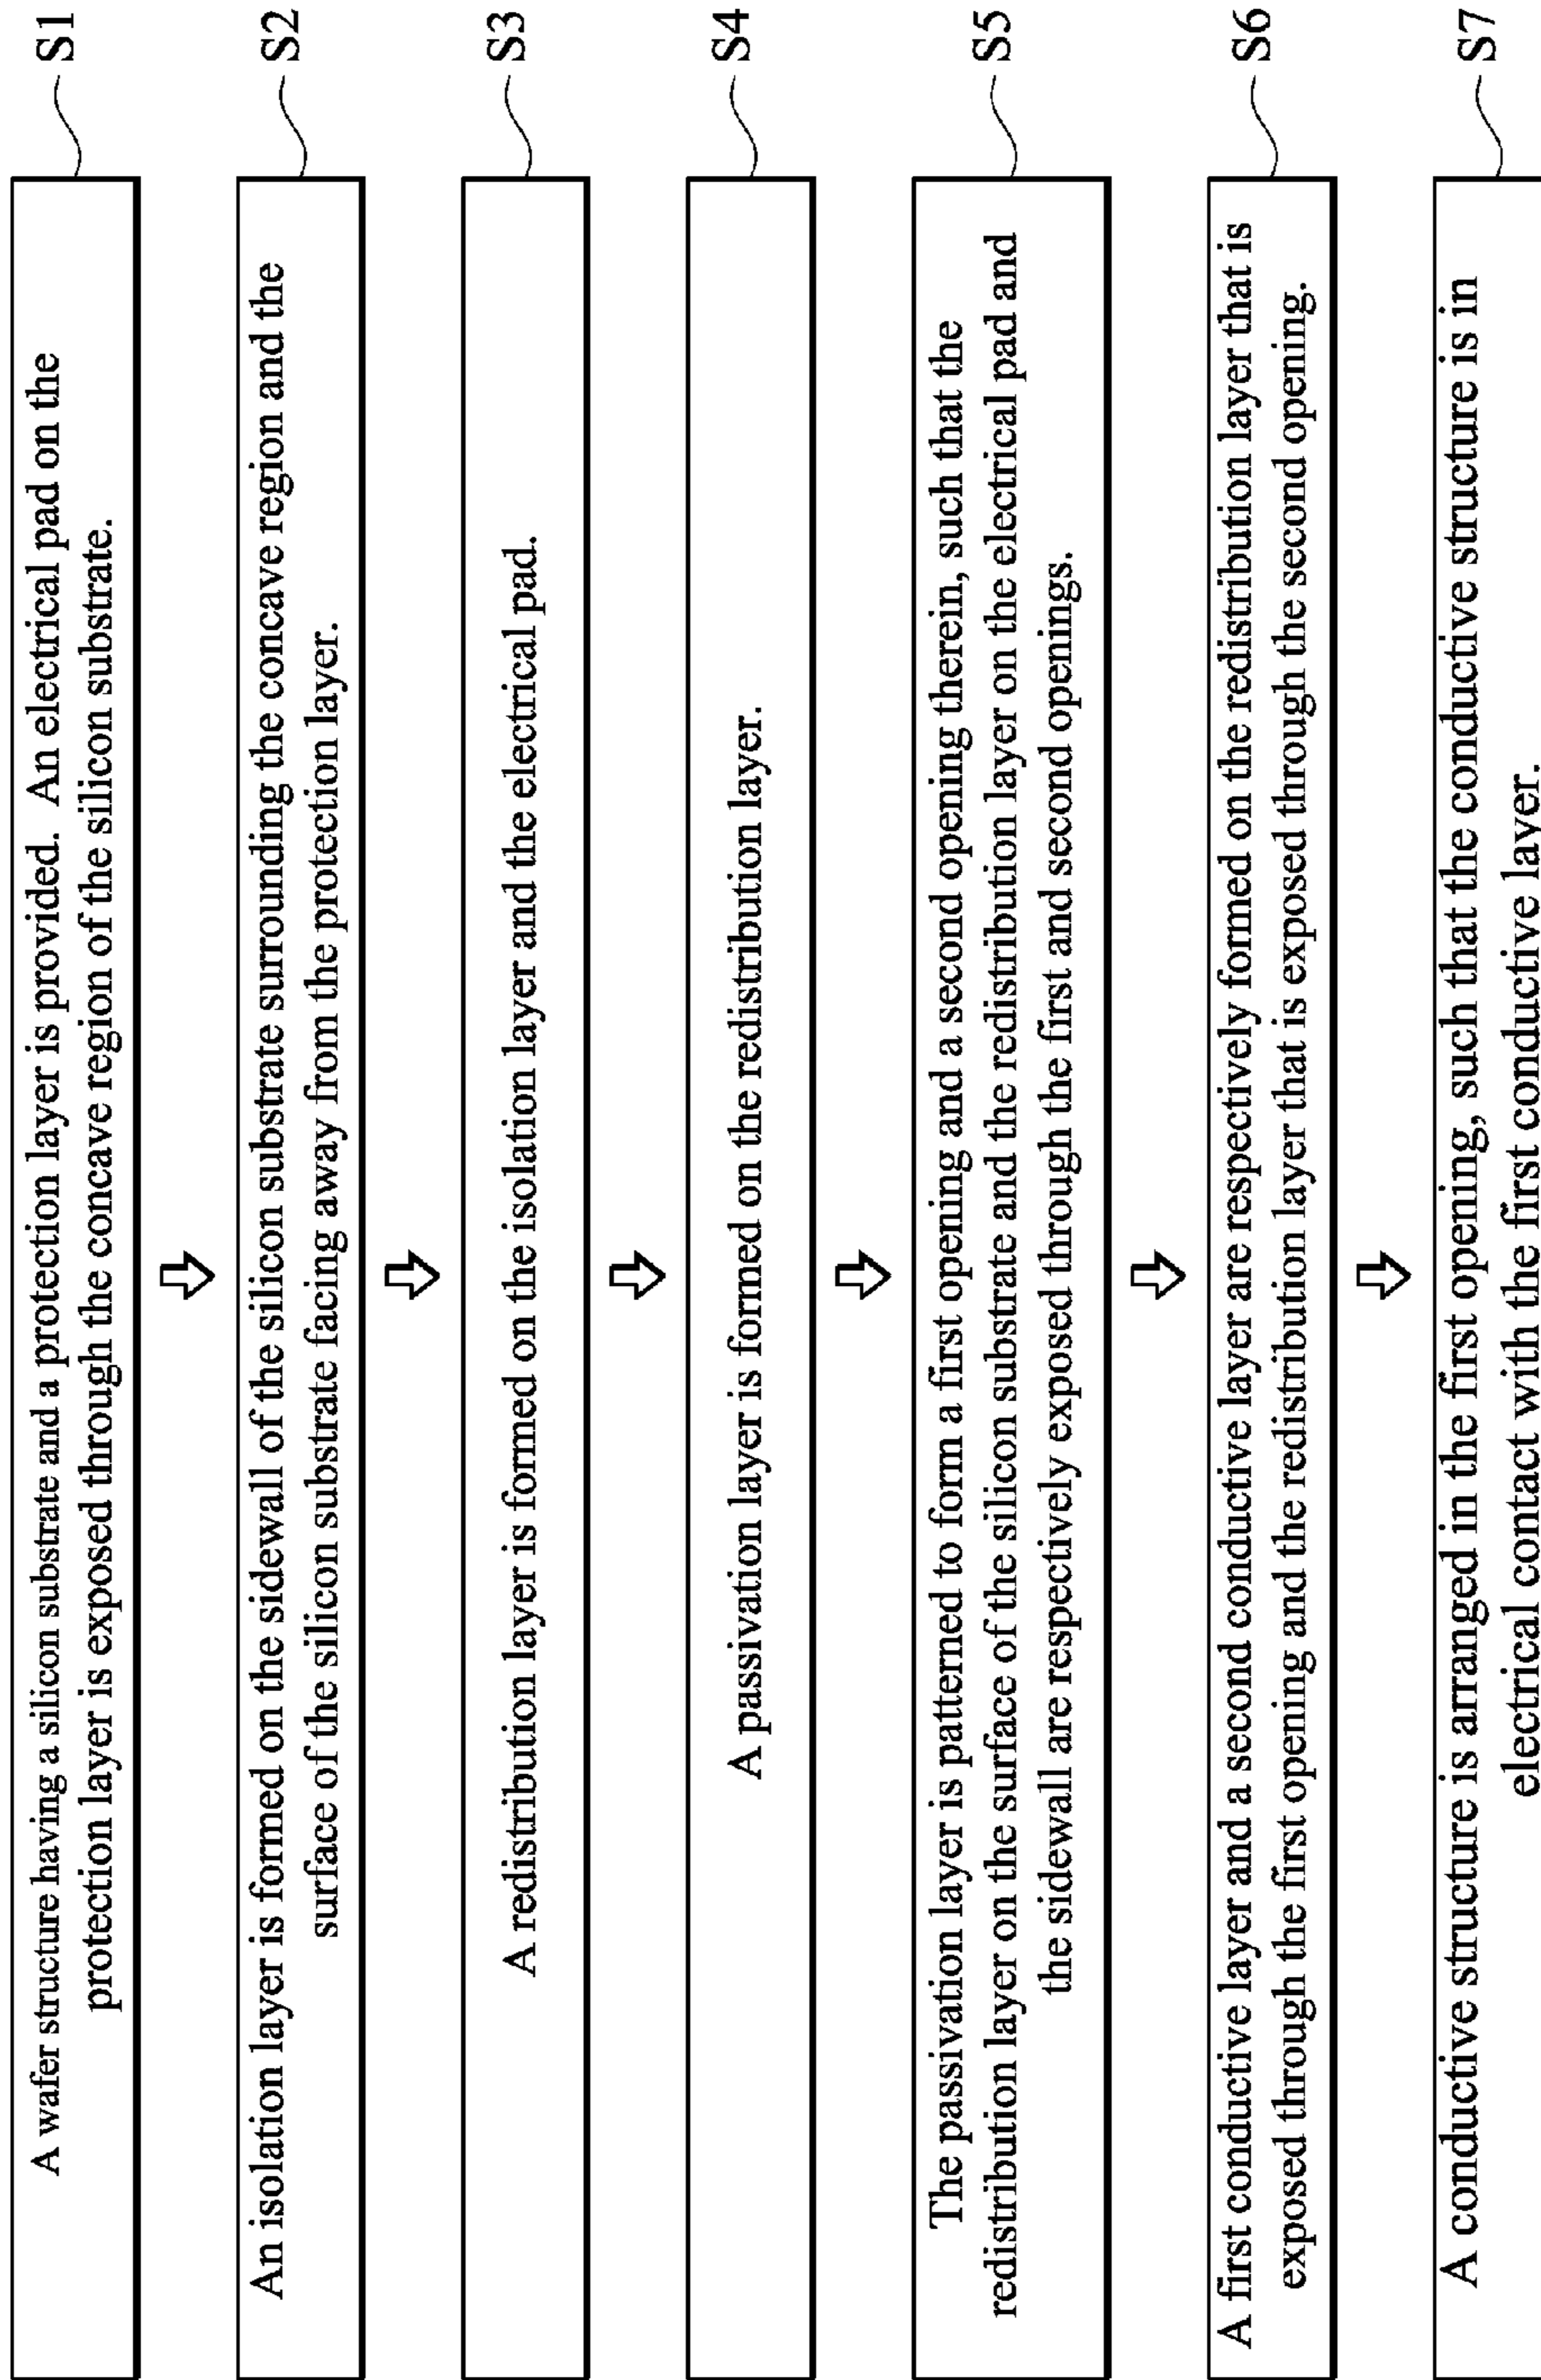 A wafer structure having a silicon substrate and a protection layer is provided. An electrical pad on the
protection layer is exposed through the concave region of the silicon substrate.
S1
An isolation layer is formed on the sidewall of the silicon substrate surrounding the concave region and the
surface of the silicon substrate facing away from the protection layer.
S2
A redistribution layer is formed on the isolation layer and the electrical pad.
S3
A passivation layer is formed on the redistribution layer.
S4
The passivation layer is patterned to form a first opening and a second opening therein, such that the
redistribution layer on the surface of the silicon substrate and the redistribution layer on the electrical pad and
the sidewall are respectively exposed through the first and second openings.
S5
A first conductive layer and a second conductive layer are respectively formed on the redistribution layer that is
exposed through the first opening and the redistribution layer that is exposed through the second opening.
S6
A conductive structure is arranged in the first opening, such that the conductive structure is in
electrical contact with the first conductive layer.
S7